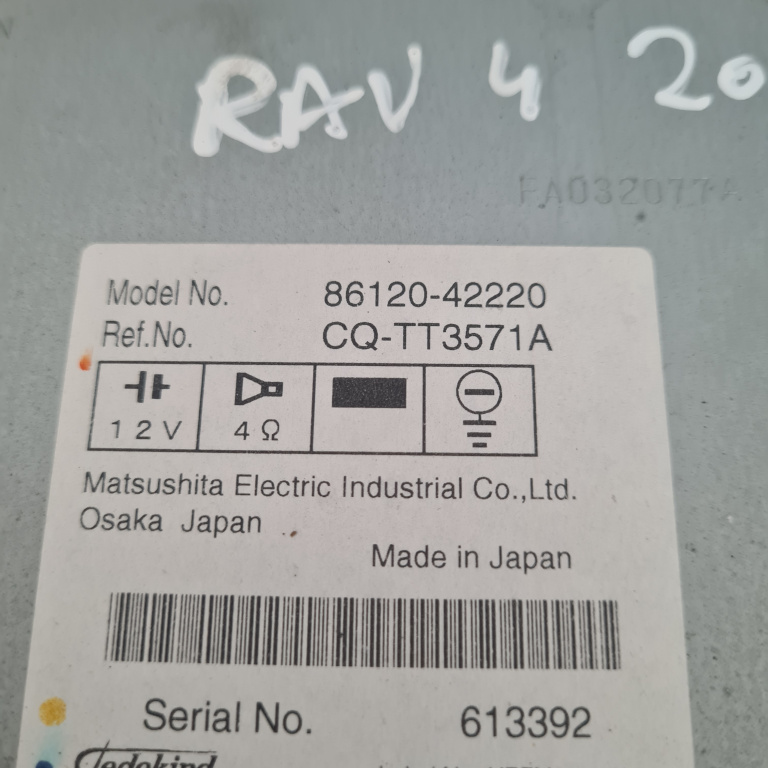 RAV 4 20
FA032077A
Model No. 86120-42220
Ref.No. CQ-TT3571A
12V 4Ω
Matsushita Electric Industrial Co.,Ltd.
Osaka Japan
Made in Japan
Serial No. 613392